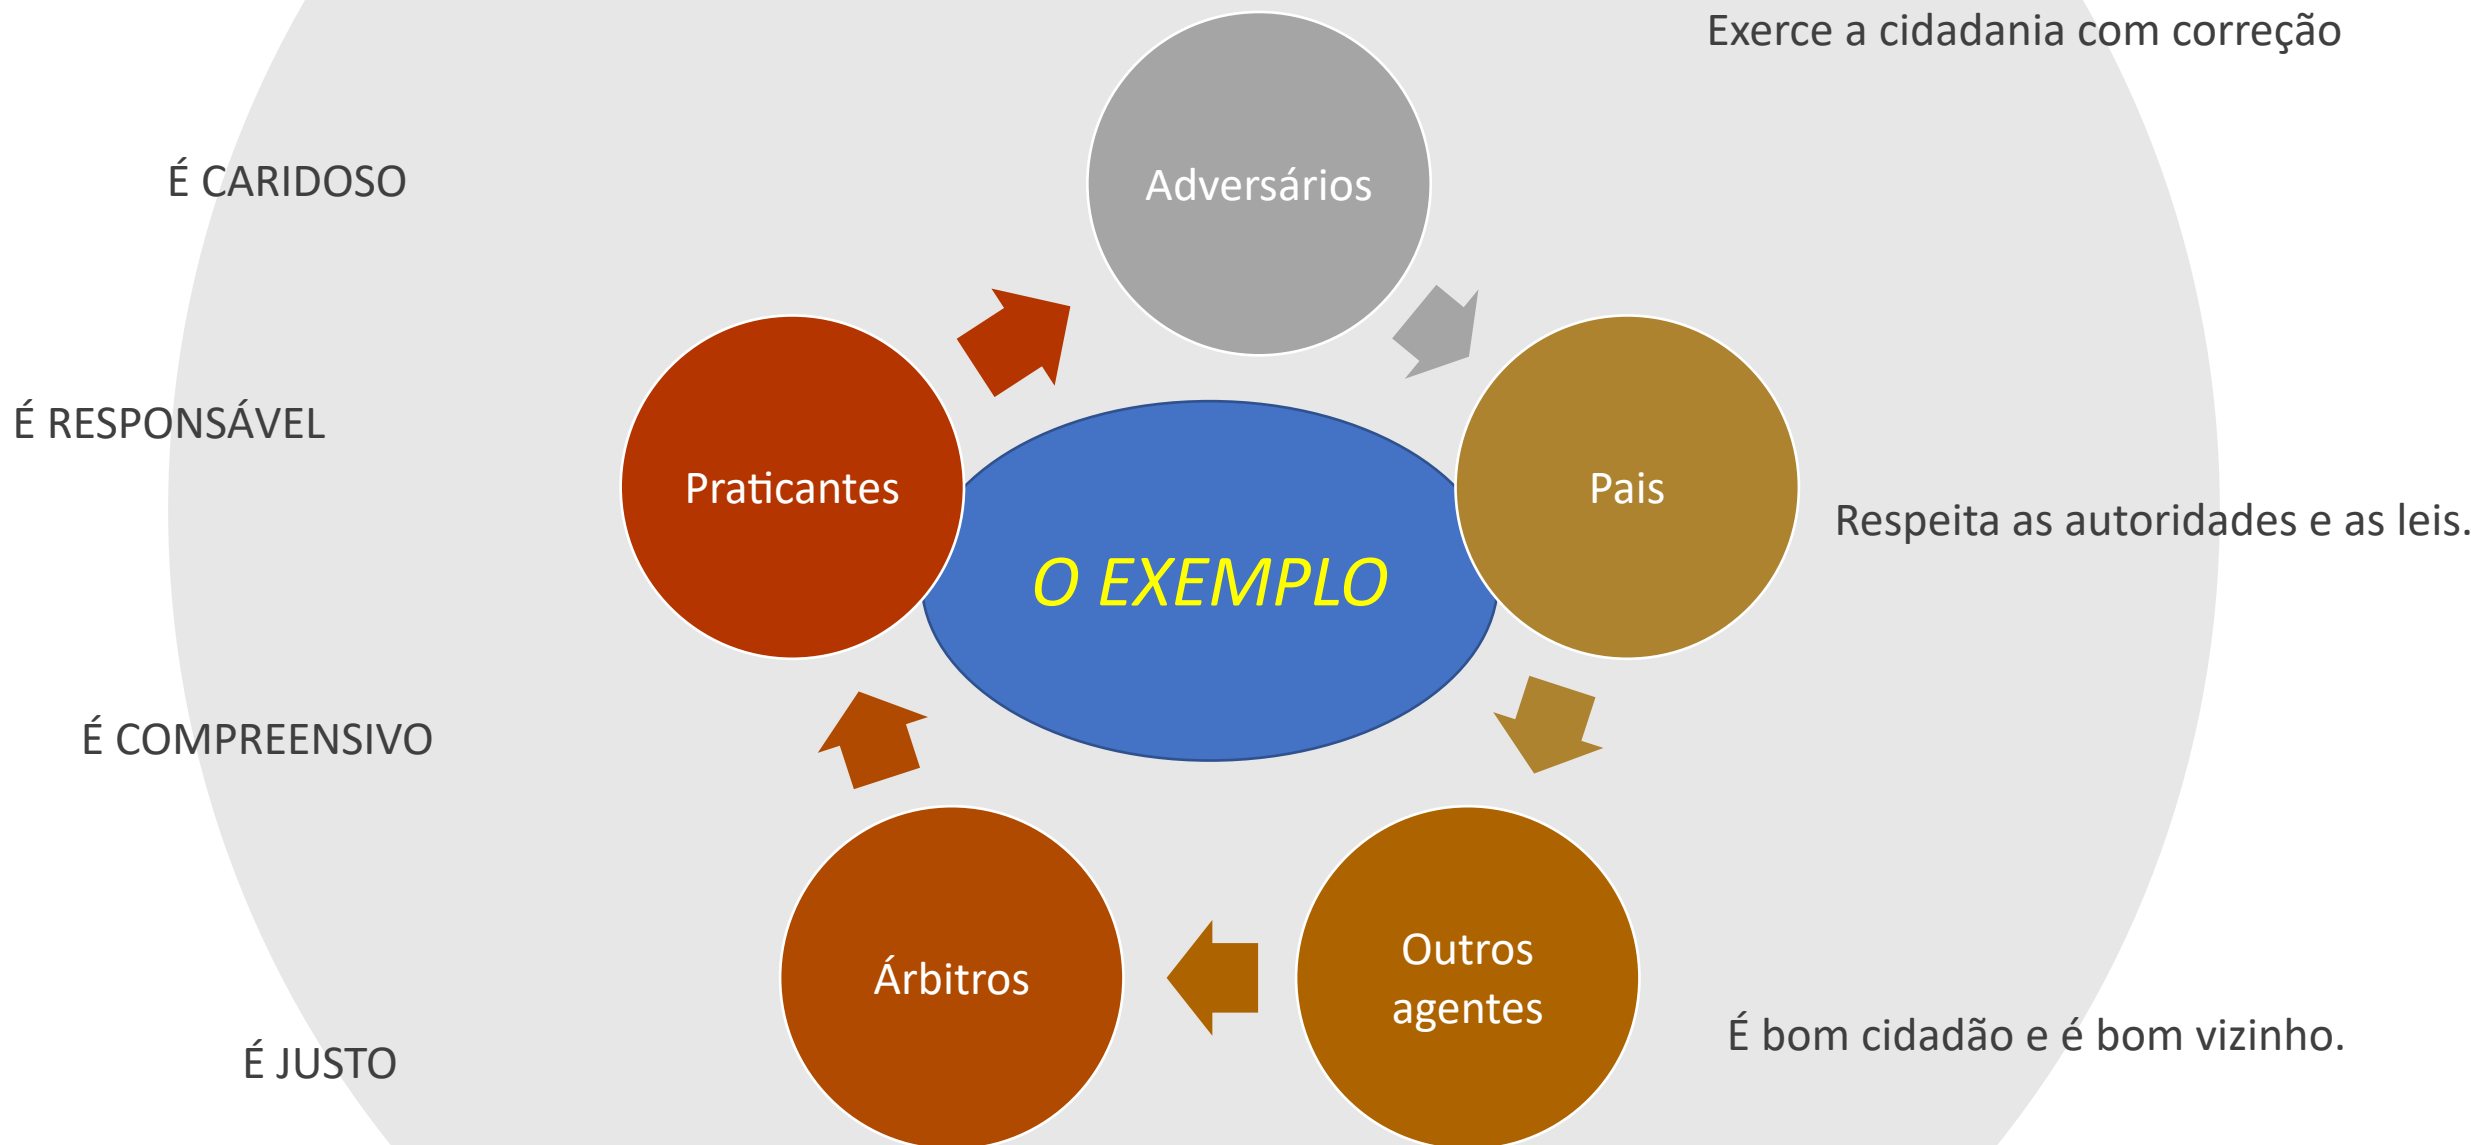 Exerce a cidadania com correção
Adversários
É CARIDOSO
É RESPONSÁVEL
Praticantes
Pais
Respeita as autoridades e as leis.
O EXEMPLO
É COMPREENSIVO
Outros
agentes
Árbitros
É bom cidadão e é bom vizinho.
É JUSTO